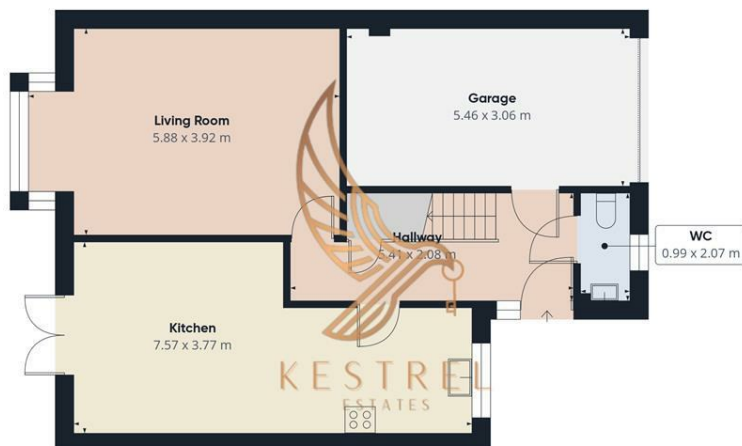 Living Room
5.88 x 3.92 m
Garage
5.46 x 3.06 m
Hallway
5.41 x 2.08 m
WC
0.99 x 2.07 m
Kitchen
7.57 x 3.77 m
KESTREL
ESTATES